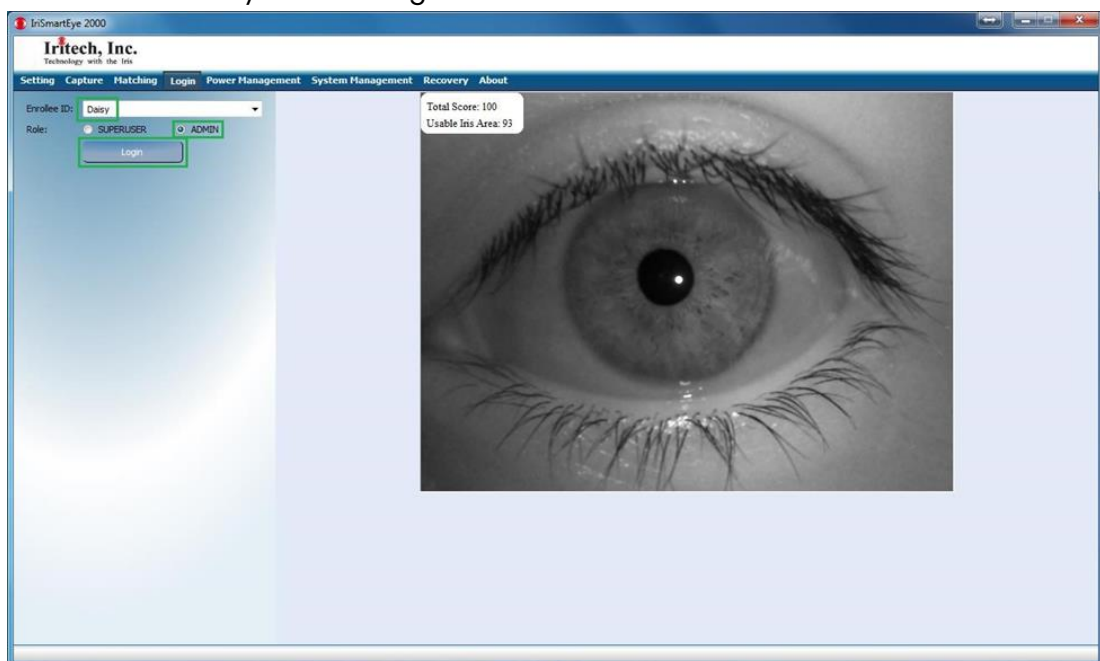 IriSmartEye 2000
Iritech, Inc.
Technology with the Iris
Setting Capture Matching Login Power Management System Management Recovery About
Enrollee ID: Daisy
Role: SUPERUSER ADMIN
Login
Total Score: 100
Usable Iris Area: 93